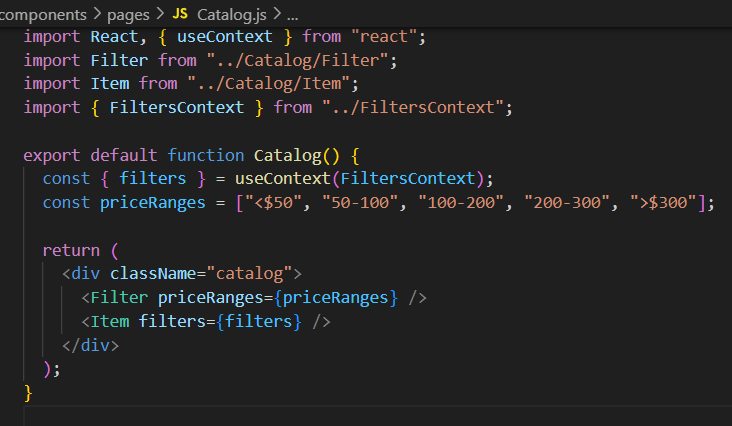 components > pages > JS Catalog.js > ...
import React, { useContext } from "react";
import Filter from "../Catalog/Filter";
import Item from "../Catalog/Item";
import { FiltersContext } from "../FiltersContext";
export default function Catalog() {
const { filters } = useContext(FiltersContext);
const priceRanges = ["<$50", "50-100", "100-200", "200-300", ">$300"];
return (
<div className="catalog">
<Filter priceRanges={priceRanges} />
<Item filters={filters} />
</div>
);
}